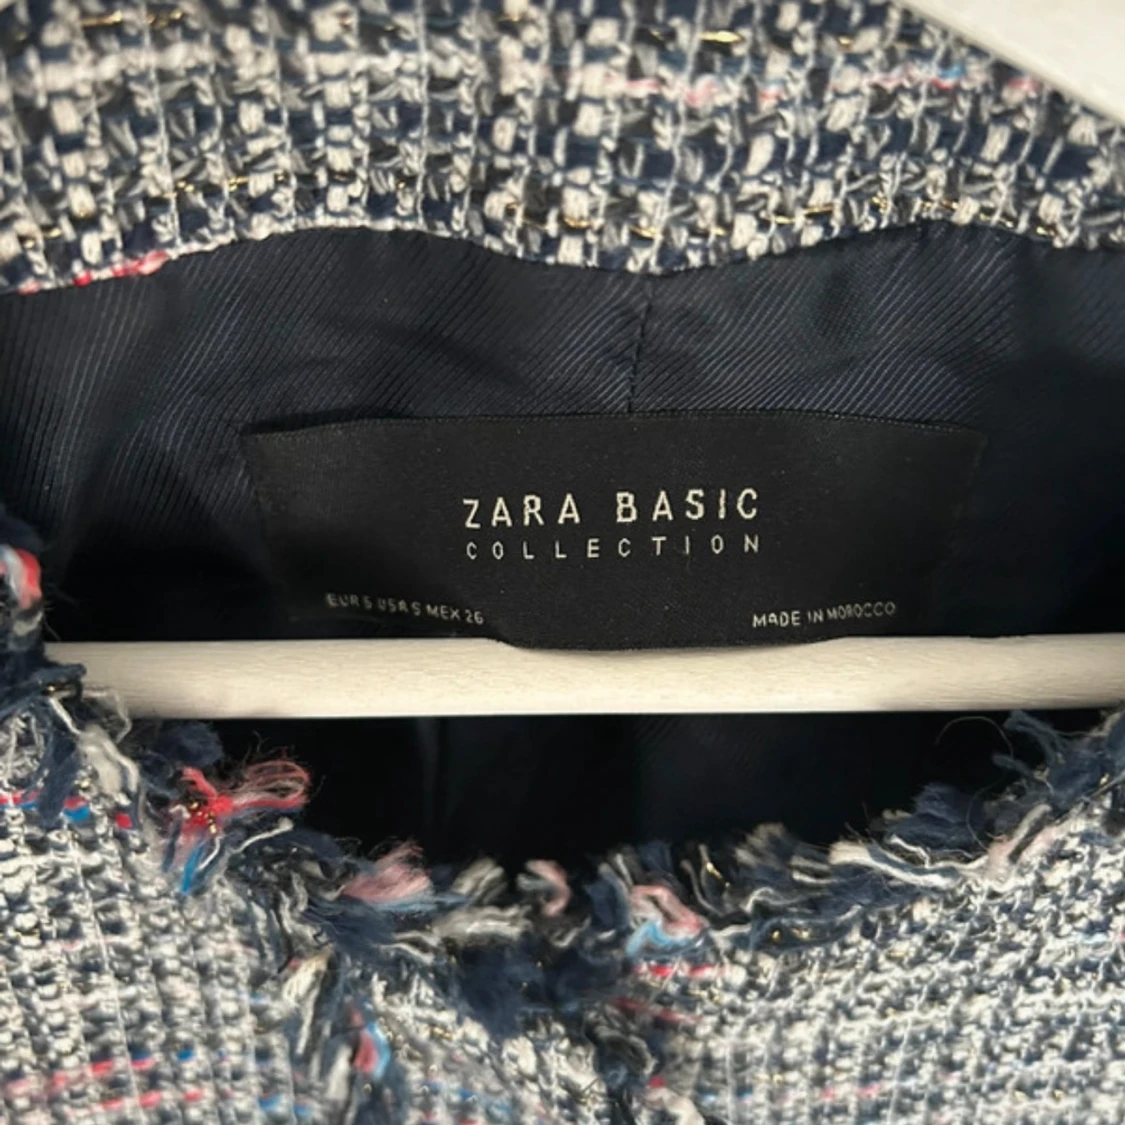 ZARA BASIC
COLLECTION
EUR S USA S MEX 26
MADE IN MOROCCO